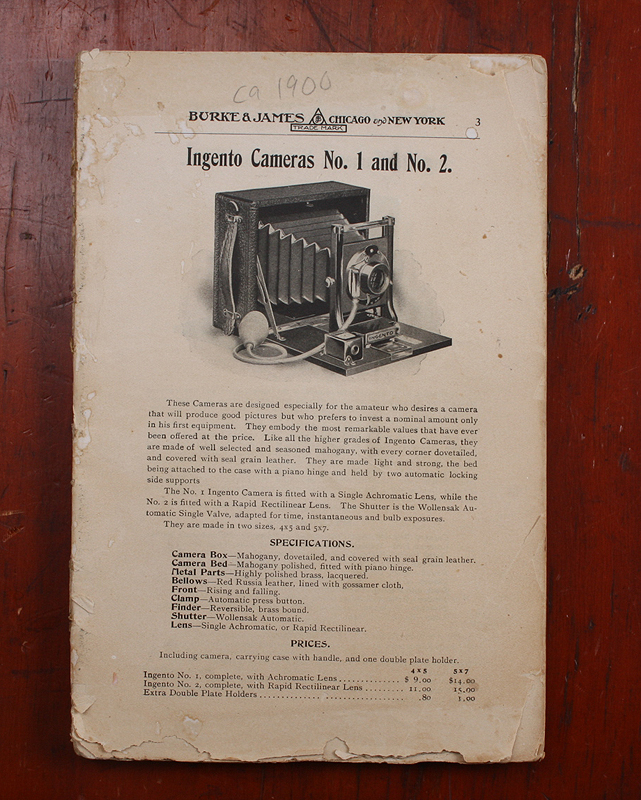 ca 1900
BURKE & JAMES CHICAGO and NEW YORK 3
TRADE MARK
Ingento Cameras No. 1 and No. 2.
INGENTO
These Cameras are designed especially for the amateur who desires a camera
that will produce good pictures but who prefers to invest a nominal amount only
in his first equipment. They embody the most remarkable values that have ever
been offered at the price. Like all the higher grades of Ingento Cameras, they
are made of well selected and seasoned mahogany, with every corner dovetailed,
and covered with seal grain leather. They are made light and strong, the bed
being attached to the case with a piano hinge and held by two automatic locking
side supports
The No. 1 Ingento Camera is fitted with a Single Achromatic Lens, while the
No. 2 is fitted with a Rapid Rectilinear Lens. The Shutter is the Wollensak Au-
tomatic Single Valve, adapted for time, instantaneous and bulb exposures.
They are made in two sizes, 4x5 and 5x7.
SPECIFICATIONS.
Camera Box—Mahogany, dovetailed, and covered with seal grain leather.
Camera Bed—Mahogany polished, fitted with piano hinge.
Metal Parts—Highly polished brass, lacquered.
Bellows—Red Russia leather, lined with gossamer cloth.
Front—Rising and falling.
Clamp—Automatic press button.
Finder—Reversible, brass bound.
Shutter—Wollensak Automatic.
Lens—Single Achromatic, or Rapid Rectilinear.
PRICES.
Including camera, carrying case with handle, and one double plate holder.
4x5 5x7
Ingento No. 1, complete, with Achromatic Lens .............. $ 9.00 $14.00
Ingento No. 2, complete, with Rapid Rectilinear Lens ......... 11.00 15.00
Extra Double Plate Holders .................................. .80 1.00